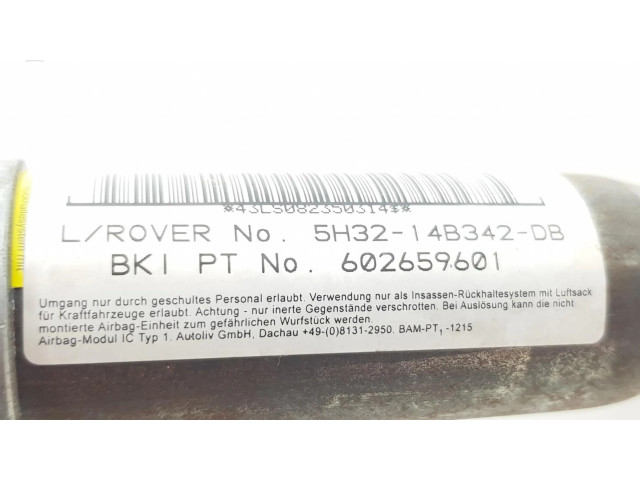 *43LS082350314**
L/ROVER No. 5H32-14B342-DB
BKI PT No. 602659601
Umgang nur durch geschultes Personal erlaubt. Verwendung nur als Insassen-Rückhaltesystem mit Luftsack
für Kraftfahrzeuge erlaubt. Achtung - nur inerte Gegenstände verschrauben. Bei Auslösung kann die nicht
montierte Airbag-Einheit zum gefährlichen Wurfstück werden.
Airbag-Modul IC Typ 1. Autoliv GmbH, Dachau +49-(0)8131-2950. BAM-PT₁ -1215